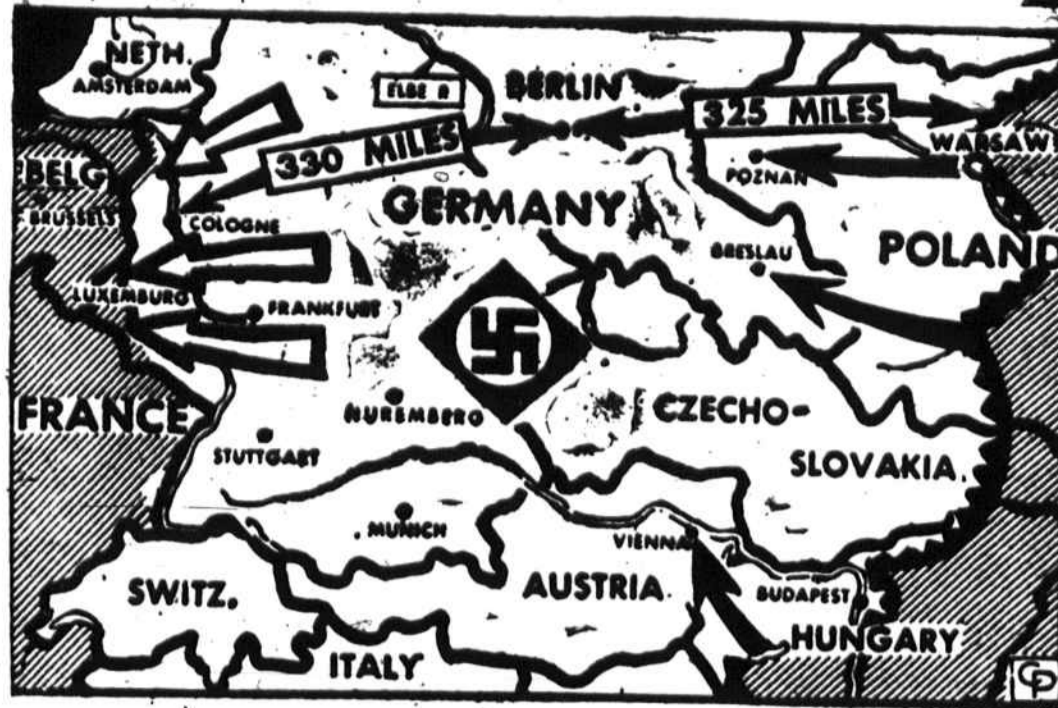 NETH.
AMSTERDAM
ELBE R
BERLIN
325 MILES
330 MILES
WARSAW
BELG
BRUSSELS
COLOGNE
POZNAN
GERMANY
BRESLAU
POLAND
LUXEMBURG
FRANKFURT
FRANCE
NUREMBERG
CZECHO-
SLOVAKIA.
STUTTGART
MUNICH
VIENNA
SWITZ.
AUSTRIA
BUDAPEST
HUNGARY
ITALY
CP